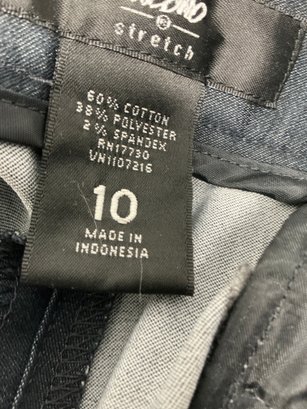 stretch
60% COTTON
38% POLYESTER
2% SPANDEX
RN17730
VN1107216
10
MADE IN
INDONESIA